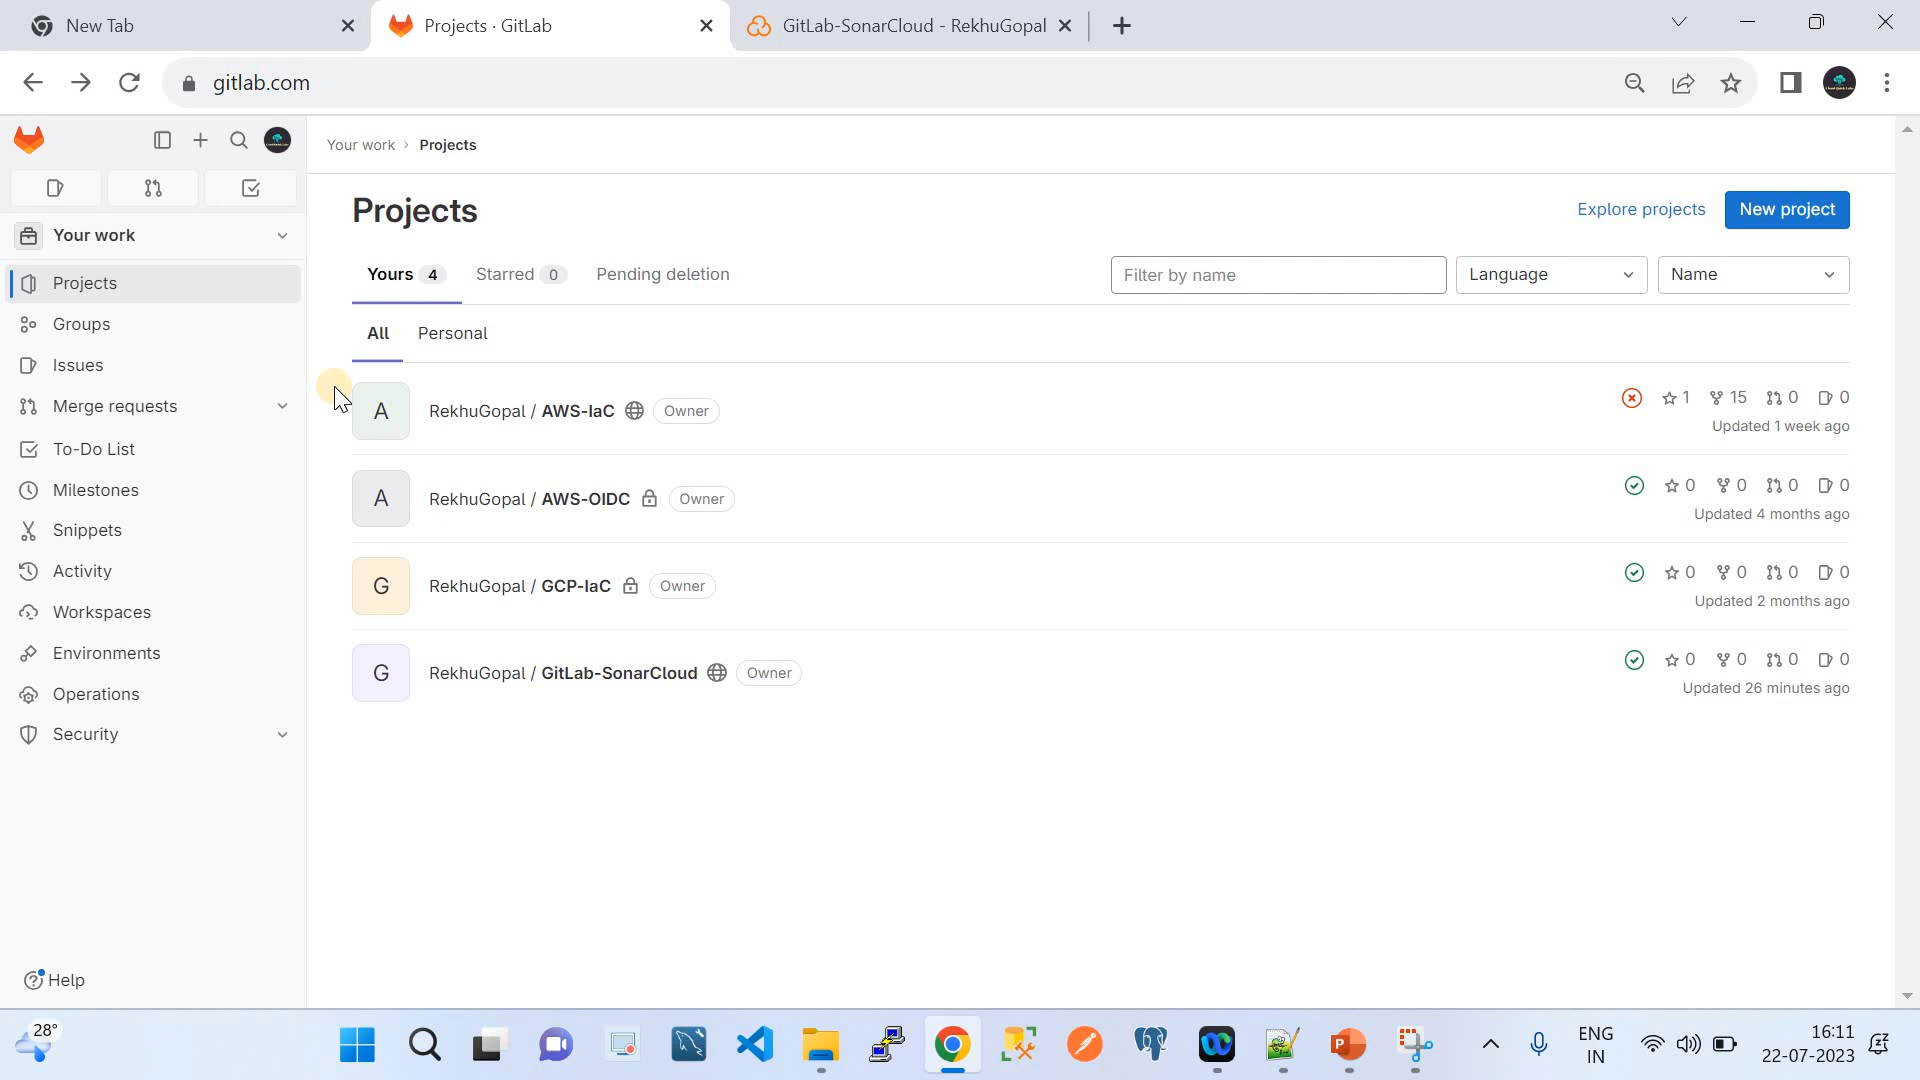 New Tab
Projects · GitLab
GitLab-SonarCloud - RekhuGopal
gitlab.com
Your work › Projects
Your work
Projects
Groups
Issues
Merge requests
To-Do List
Milestones
Snippets
Activity
Workspaces
Environments
Operations
Security
Help
Projects
Explore projects
New project
Yours 4
Starred 0
Pending deletion
Filter by name
Language
Name
All
Personal
A
RekhuGopal / AWS-IaC
Owner
1 15 0 0
Updated 1 week ago
A
RekhuGopal / AWS-OIDC
Owner
0 0 0 0
Updated 4 months ago
G
RekhuGopal / GCP-IaC
Owner
0 0 0 0
Updated 2 months ago
G
RekhuGopal / GitLab-SonarCloud
Owner
0 0 0 0
Updated 26 minutes ago
28°
P
ENG
IN
16:11
22-07-2023